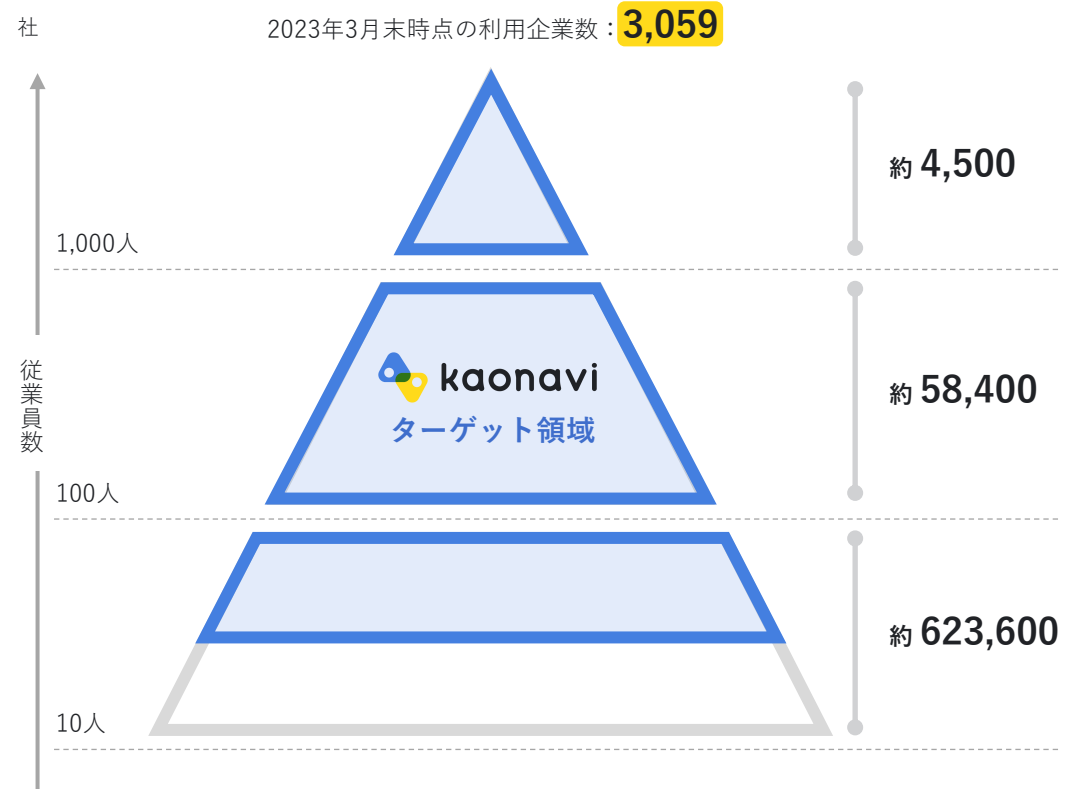 社
2023年3月末時点の利用企業数：3,059
約 4,500
1,000人
kaonavi
ターゲット領域
約 58,400
従業員数
100人
約 623,600
10人